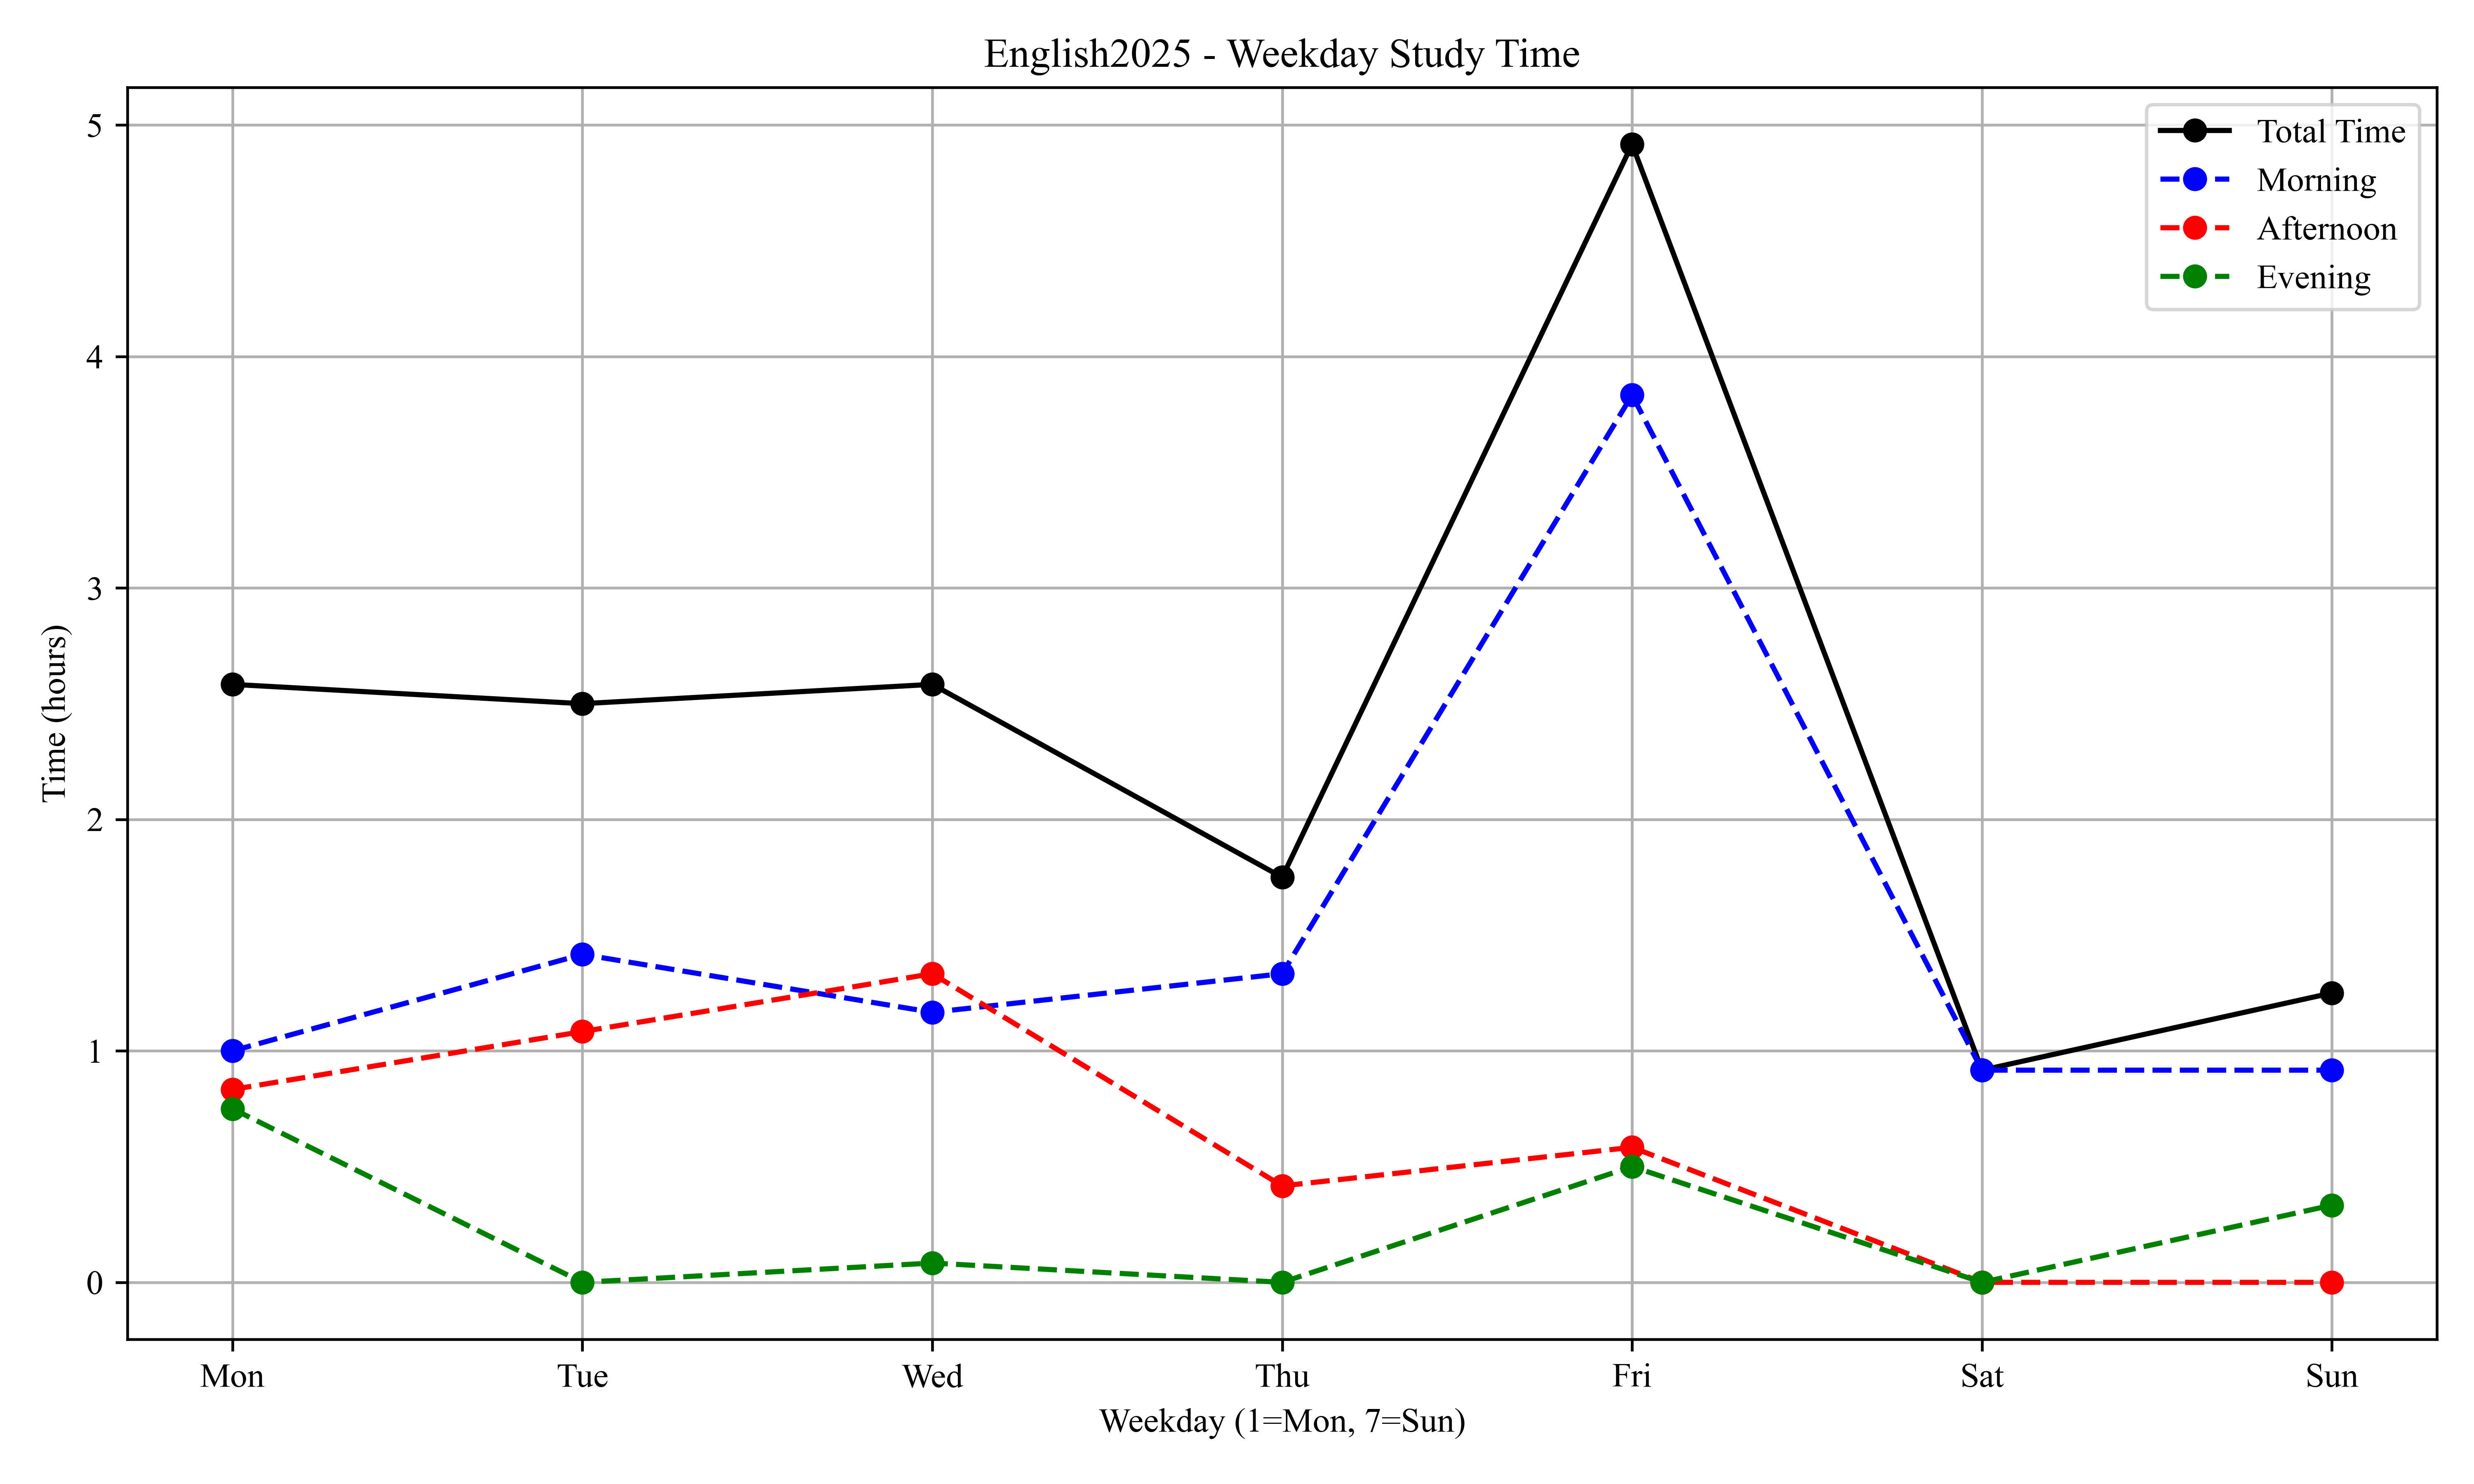 English2025 - Weekday Study Time
Total Time
Morning
Afternoon
Evening
Time (hours)
5
4
3
2
1
0
Mon Tue Wed Thu Fri Sat Sun
Weekday (1=Mon, 7=Sun)